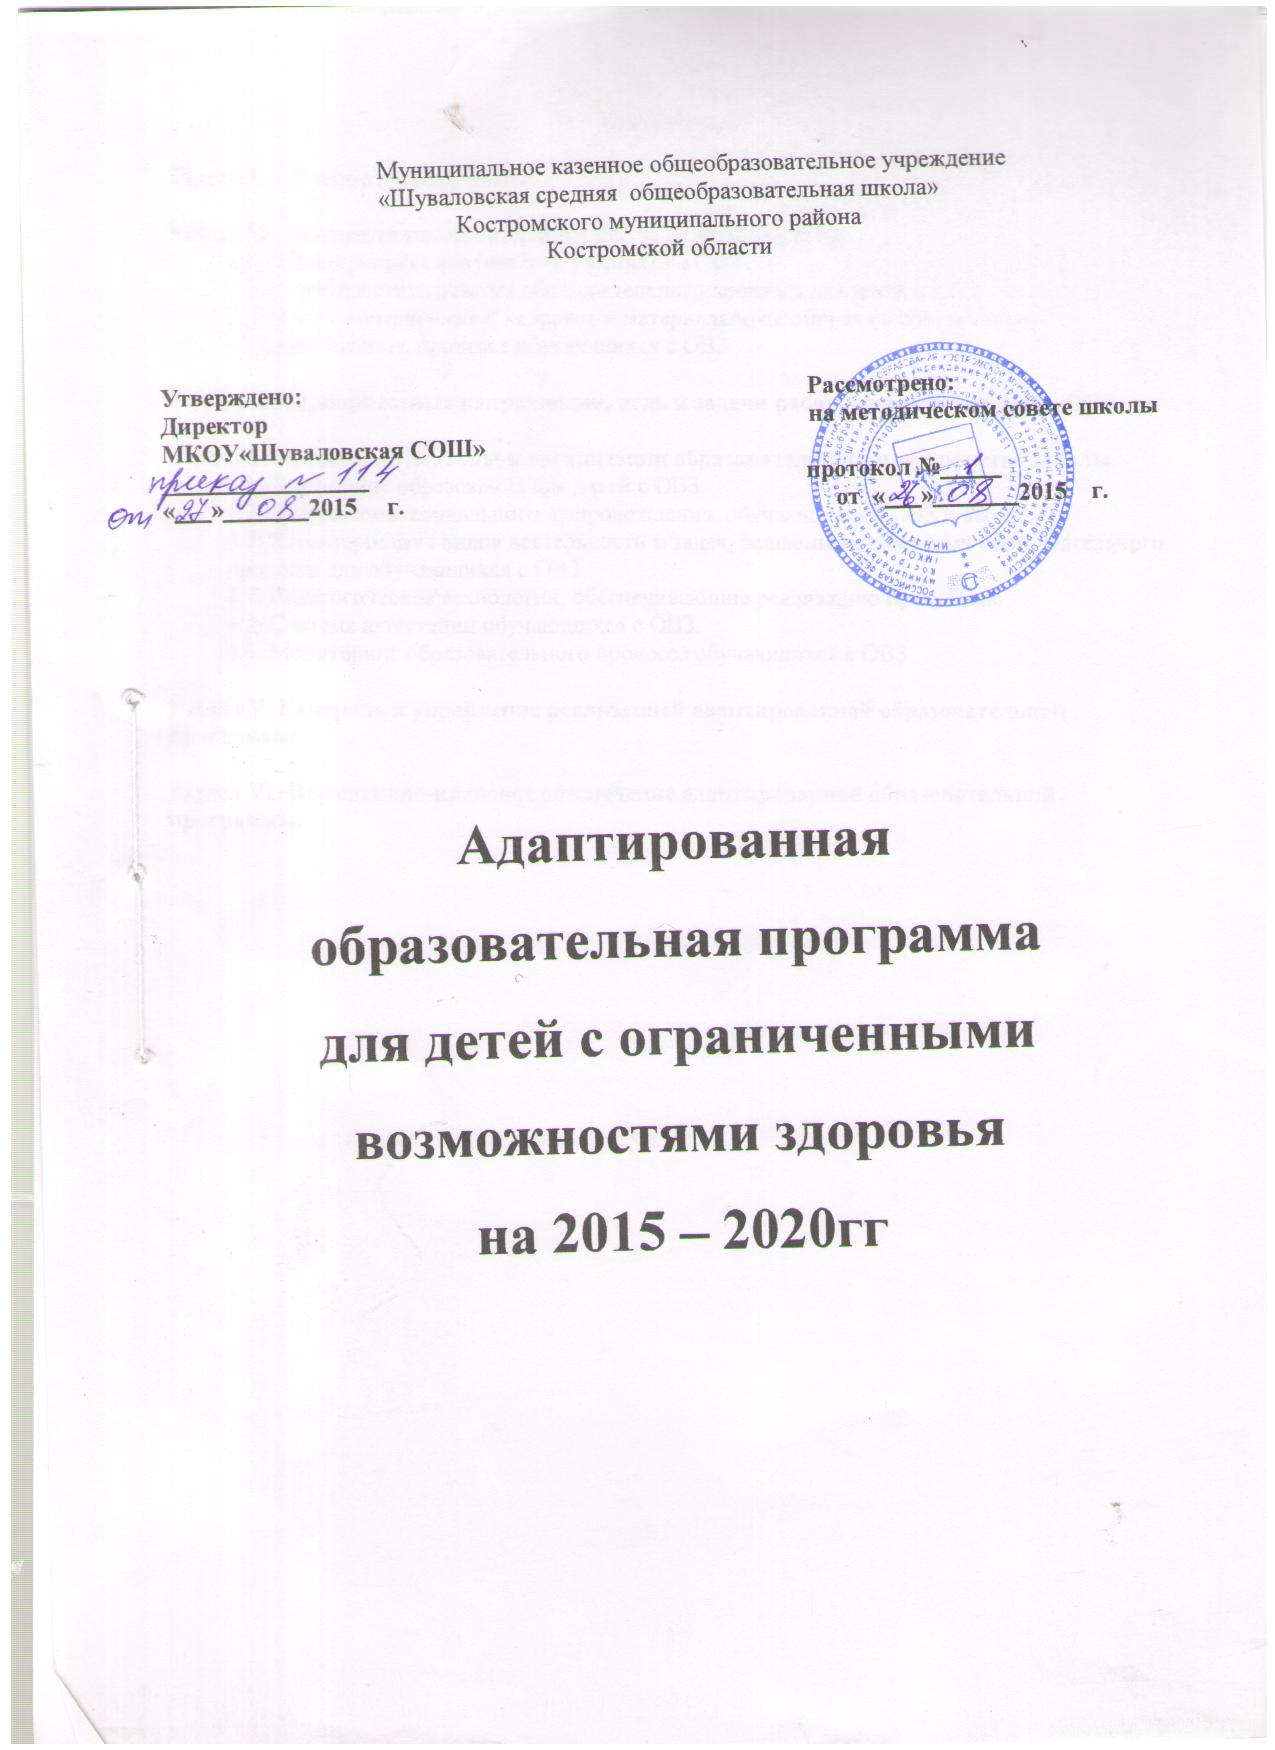 Муниципальное казенное общеобразовательное учреждение
«Шуваловская средняя общеобразовательная школа»
Костромского муниципального района
Костромской области
Утверждено:
Директор
МКОУ«Шуваловская СОШ»
приказ № 114
от «27» 08 2015 г.
Рассмотрено:
на методическом совете школы
протокол № 1
от «26» 08 2015 г.
Адаптированная
образовательная программа
для детей с ограниченными
возможностями здоровья
на 2015 – 2020гг